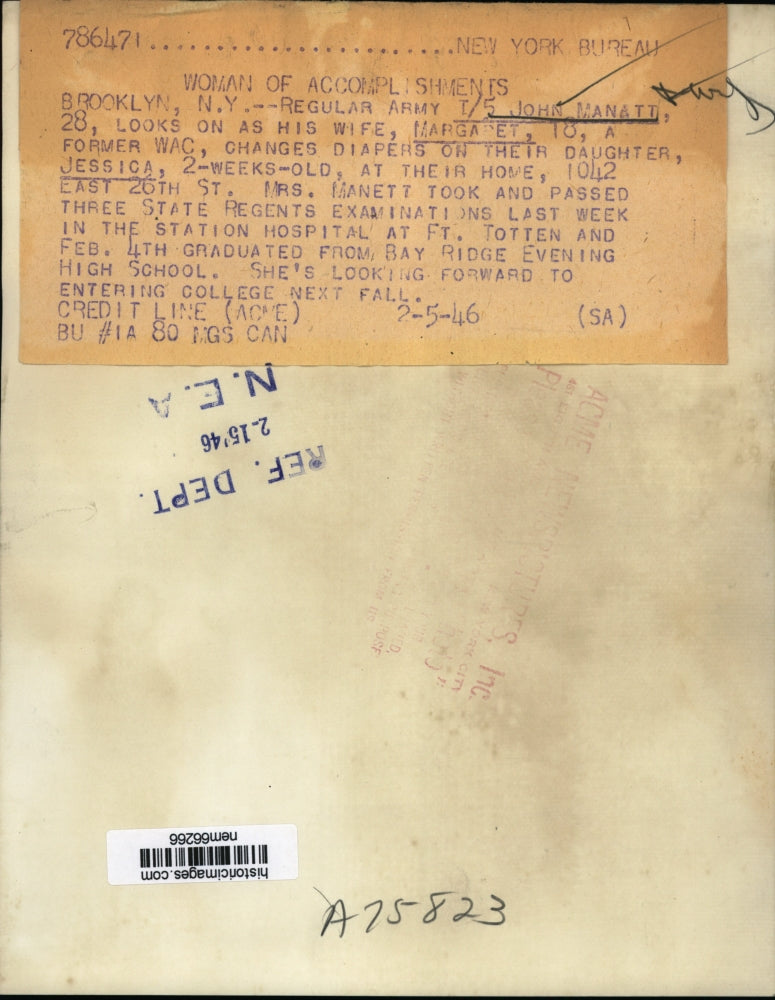 786471.........................NEW YORK BUREAU
WOMAN OF ACCOMPLISHMENTS
BROOKLYN, N.Y.--REGULAR ARMY T/5 JOHN MANATT,
28, LOOKS ON AS HIS WIFE, MARGARET, 18, A
FORMER WAC, CHANGES DIAPERS ON THEIR DAUGHTER,
JESSICA, 2-WEEKS-OLD, AT THEIR HOME, 1042
EAST 26TH ST. MRS. MANETT TOOK AND PASSED
THREE STATE REGENTS EXAMINATIONS LAST WEEK
IN THE STATION HOSPITAL AT FT. TOTTEN AND
FEB. 4TH GRADUATED FROM BAY RIDGE EVENING
HIGH SCHOOL. SHE'S LOOKING FORWARD TO
ENTERING COLLEGE NEXT FALL.
CREDIT LINE (ACME) 2-5-46 (SA)
BU #1A 80 MGS CAN
REF. DEPT.
2-15'46
N.E.A
ACME NEWSPICTURES, Inc.
YORK CITY
historicimages.com
nem66266
A75823